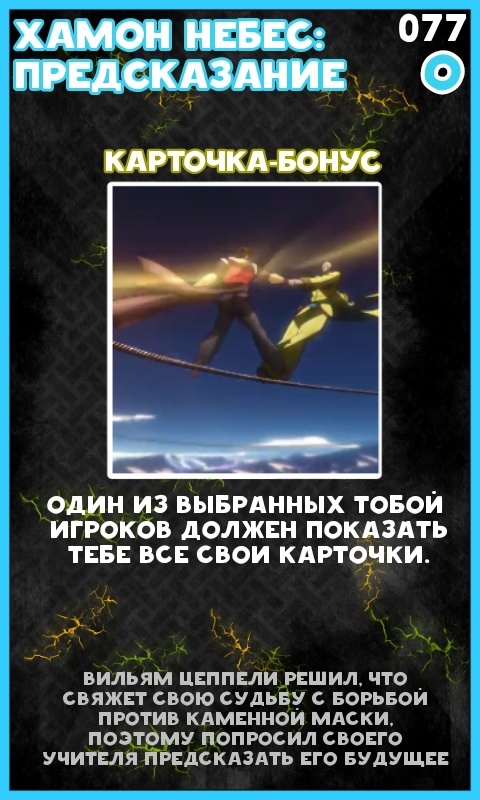 ХАМОН НЕБЕС:
ПРЕДСКАЗАНИЕ
077
КАРТОЧКА-БОНУС
ОДИН ИЗ ВЫБРАННЫХ ТОБОЙ
ИГРОКОВ ДОЛЖЕН ПОКАЗАТЬ
ТЕБЕ ВСЕ СВОИ КАРТОЧКИ.
ВИЛЬЯМ ЦЕППЕЛИ РЕШИЛ, ЧТО
СВЯЖЕТ СВОЮ СУДЬБУ С БОРЬБОЙ
ПРОТИВ КАМЕННОЙ МАСКИ,
ПОЭТОМУ ПОПРОСИЛ СВОЕГО
УЧИТЕЛЯ ПРЕДСКАЗАТЬ ЕГО БУДУЩЕЕ